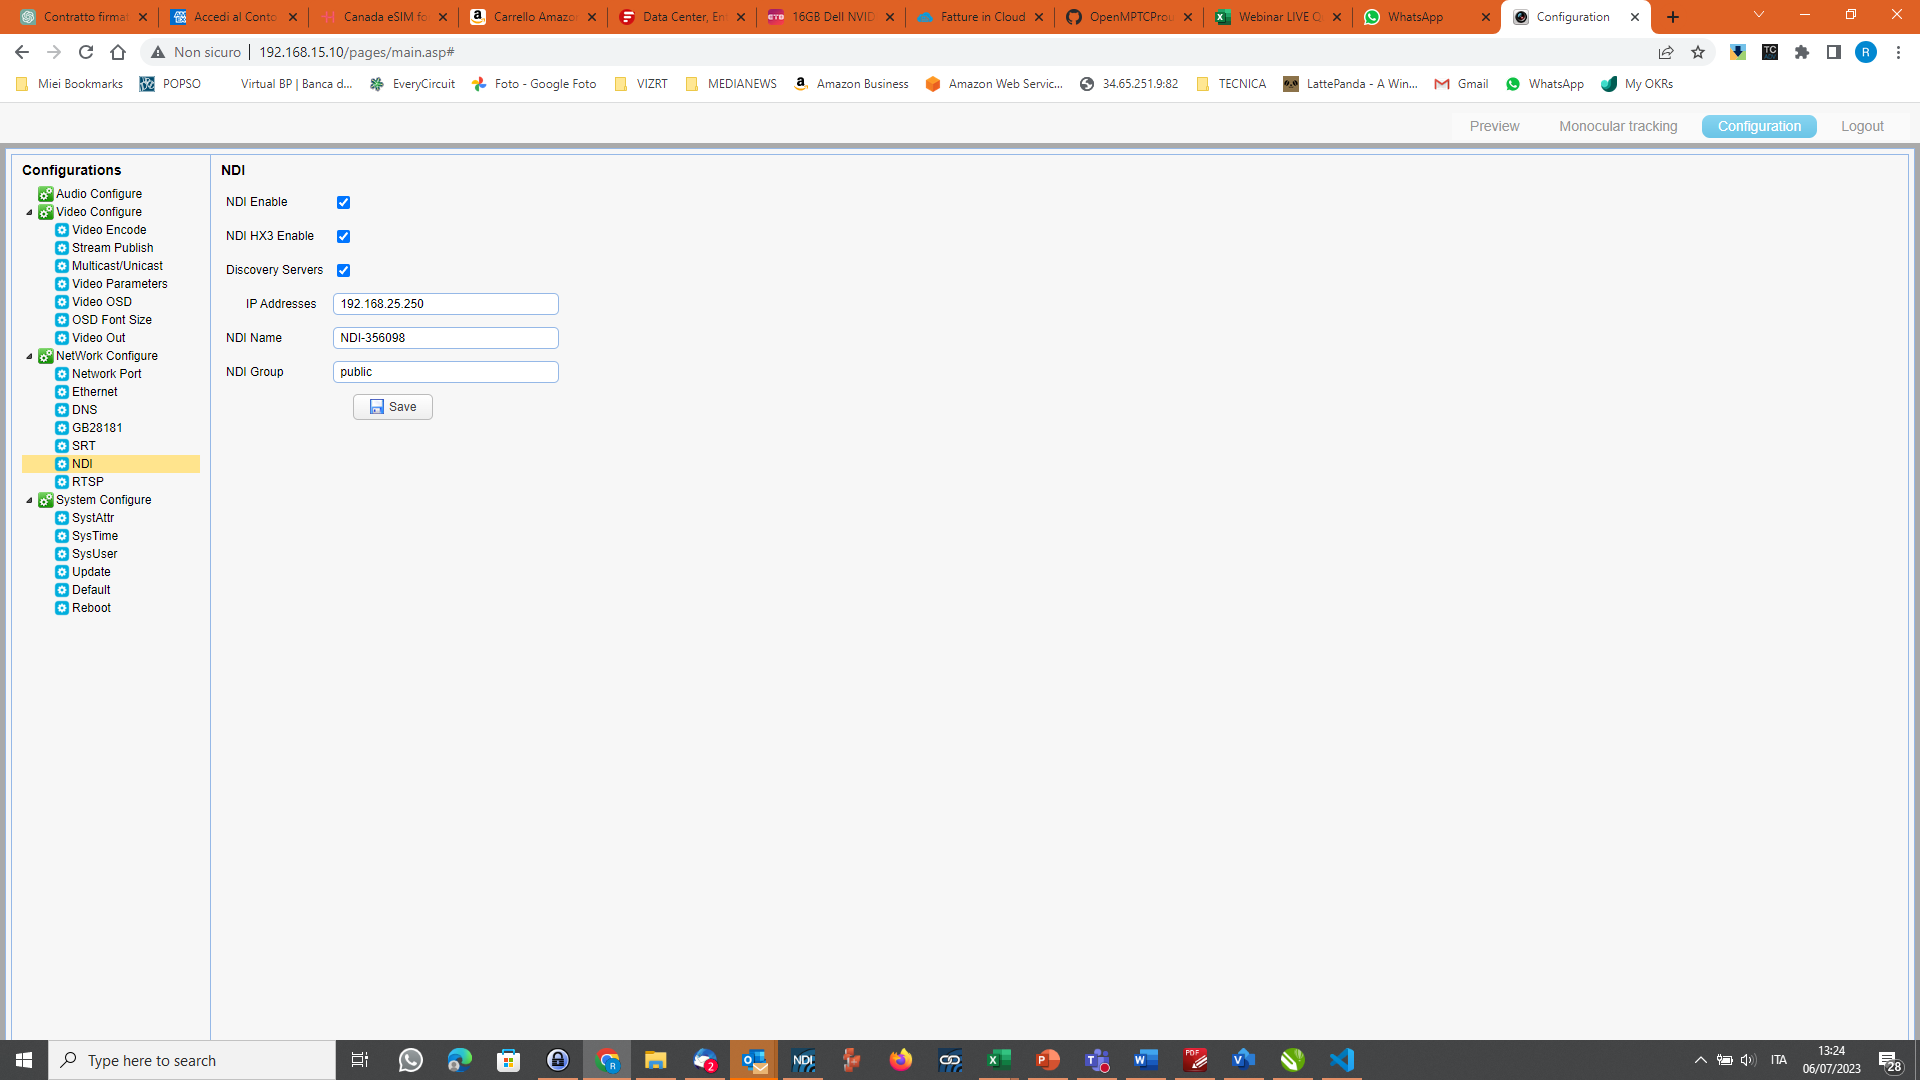 Contratto firmat
Accedi al Conto
Canada eSIM fo
Carrello Amazon
Data Center, En
16GB Dell NVID
Fatture in Cloud
OpenMPTCProu
Webinar LIVE Q
WhatsApp
Configuration
Non sicuro
192.168.15.10/pages/main.asp#
TC
R
Miei Bookmarks
POPSO
Virtual BP | Banca d...
EveryCircuit
Foto - Google Foto
VIZRT
MEDIANEWS
Amazon Business
Amazon Web Servic...
34.65.251.9:82
TECNICA
LattePanda - A Win...
Gmail
WhatsApp
My OKRs
Preview
Monocular tracking
Configuration
Logout
Configurations
Audio Configure
Video Configure
Video Encode
Stream Publish
Multicast/Unicast
Video Parameters
Video OSD
OSD Font Size
Video Out
NetWork Configure
Network Port
Ethernet
DNS
GB28181
SRT
NDI
RTSP
System Configure
SystAttr
SysTime
SysUser
Update
Default
Reboot
NDI
NDI Enable
NDI HX3 Enable
Discovery Servers
IP Addresses
192.168.25.250
NDI Name
NDI-356098
NDI Group
public
Save
Type here to search
R
2
NDI
PDF
ITA
13:24
06/07/2023
28